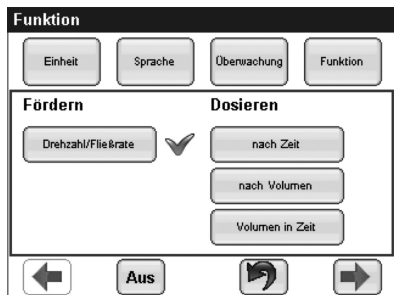 Funktion
Einheit Sprache Überwachung Funktion
Fördern Dosieren
Drehzahl/Fließrate nach Zeit
nach Volumen
Volumen in Zeit
Aus